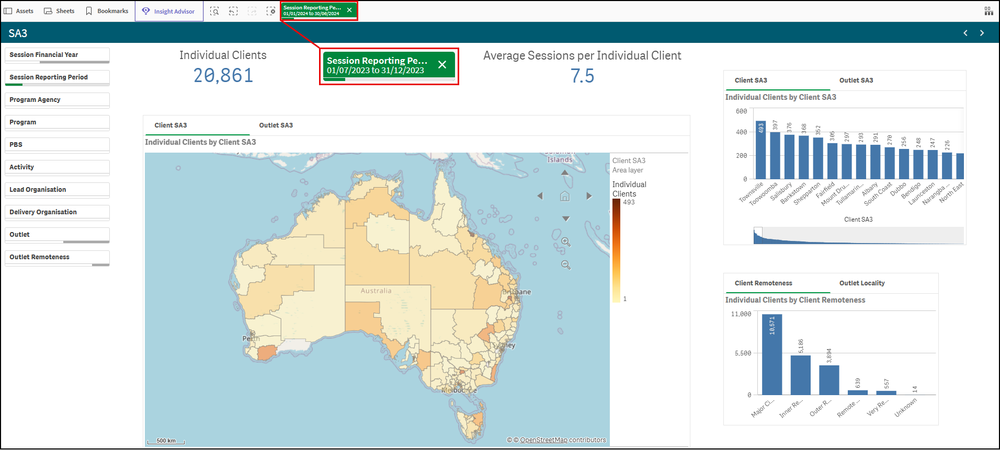 Assets Sheets Bookmarks Insight Advisor
Session Reporting Pe...
01/01/2024 to 30/06/2024
SA3
Session Financial Year
Session Reporting Period
Program Agency
Program
PBS
Activity
Lead Organisation
Delivery Organisation
Outlet
Outlet Remoteness
Individual Clients
20,861
Session Reporting Pe...
01/07/2023 to 31/12/2023
Average Sessions per Individual Client
7.5
Client SA3 Outlet SA3
Individual Clients by Client SA3
Islands
Australia
Brisbane
Perth
Sydney
Melbourne
500 km
© © OpenStreetMap contributors
Client SA3
Area layer
Individual
Clients
493
1
Client SA3 Outlet SA3
Individual Clients by Client SA3
600
400
200
0
493 397 376 368 352 305 297 293 291 270 256 248 247 226
Townsville Toowoomba Salisbury Bankstown Shepparton Fairfield Mount Dru... Tullamarin... Albany South Coast Dubbo Bendigo Launceston Narangba ... North East
Client SA3
Client Remoteness Outlet Locality
Individual Clients by Client Remoteness
11,000
5,500
0
10,571 5,186 3,894 639 557 14
Major Ci... Inner Re... Outer R... Remote ... Very Re... Unknown